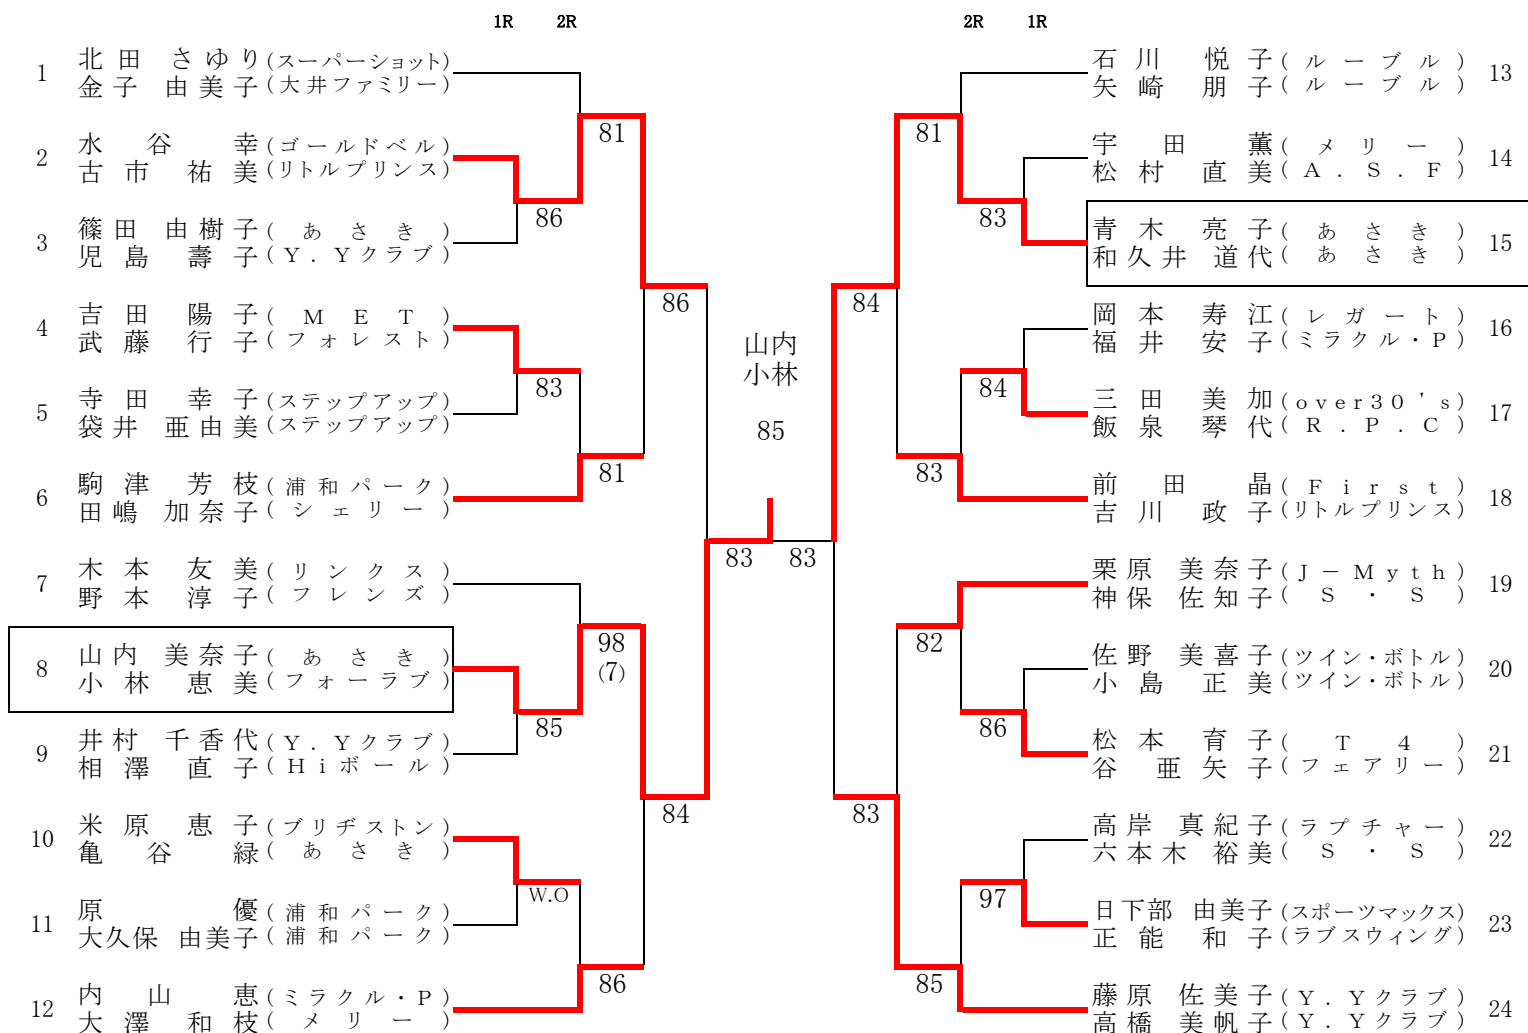 1R 2R 2R 1R
1 北田 さゆり(スーパーショット)
金子 由美子(大井ファミリー)
81
2 水谷 幸(ゴールドベル)
古市 祐美(リトルプリンス)
86
3 篠田 由樹子(あさき)
児島 壽子(Y.Yクラブ)
86
4 吉田 陽子(MET)
武藤 行子(フォレスト)
83
5 寺田 幸子(ステップアップ)
袋井 亜由美(ステップアップ)
81
6 駒津 芳枝(浦和パーク)
田嶋 加奈子(シェリー)
83
7 木本 友美(リンクス)
野本 淳子(フレンズ)
98
(7)
8 山内 美奈子(あさき)
小林 恵美(フォーラブ)
85
9 井村 千香代(Y.Yクラブ)
相澤 直子(Hiボール)
84
10 米原 恵子(ブリヂストン)
亀谷 緑(あさき)
W.O
11 原 優(浦和パーク)
大久保 由美子(浦和パーク)
86
12 内山 恵(ミラクル・P)
大澤 和枝(メリー)
山内
小林
85
石川 悦子(ルーブル) 13
矢崎 朋子(ルーブル)
81
宇田 薫(メリー) 14
松村 直美(A.S.F)
83
青木 亮子(あさき) 15
和久井 道代(あさき)
84
岡本 寿江(レガート) 16
福井 安子(ミラクル・P)
84
三田 美加(over30's) 17
飯泉 琴代(R.P.C)
83
前田 晶(First) 18
吉川 政子(リトルプリンス)
83
栗原 美奈子(J－Myth) 19
神保 佐知子(S・S)
82
佐野 美喜子(ツイン・ボトル) 20
小島 正美(ツイン・ボトル)
86
松本 育子(T4) 21
谷 亜矢子(フェアリー)
83
高岸 真紀子(ラプチャー) 22
六本木 裕美(S・S)
97
日下部 由美子(スポーツマックス) 23
正能 和子(ラブスウィング)
85
藤原 佐美子(Y.Yクラブ) 24
高橋 美帆子(Y.Yクラブ)